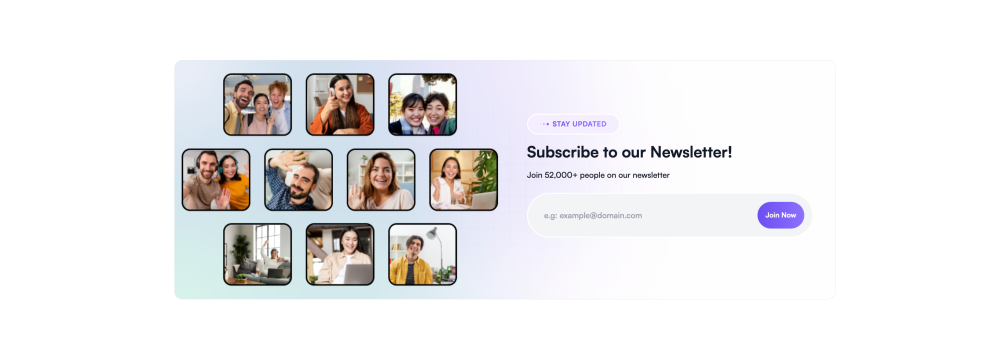 STAY UPDATED
Subscribe to our Newsletter!
Join 52,000+ people on our newsletter
e.g: example@domain.com
Join Now